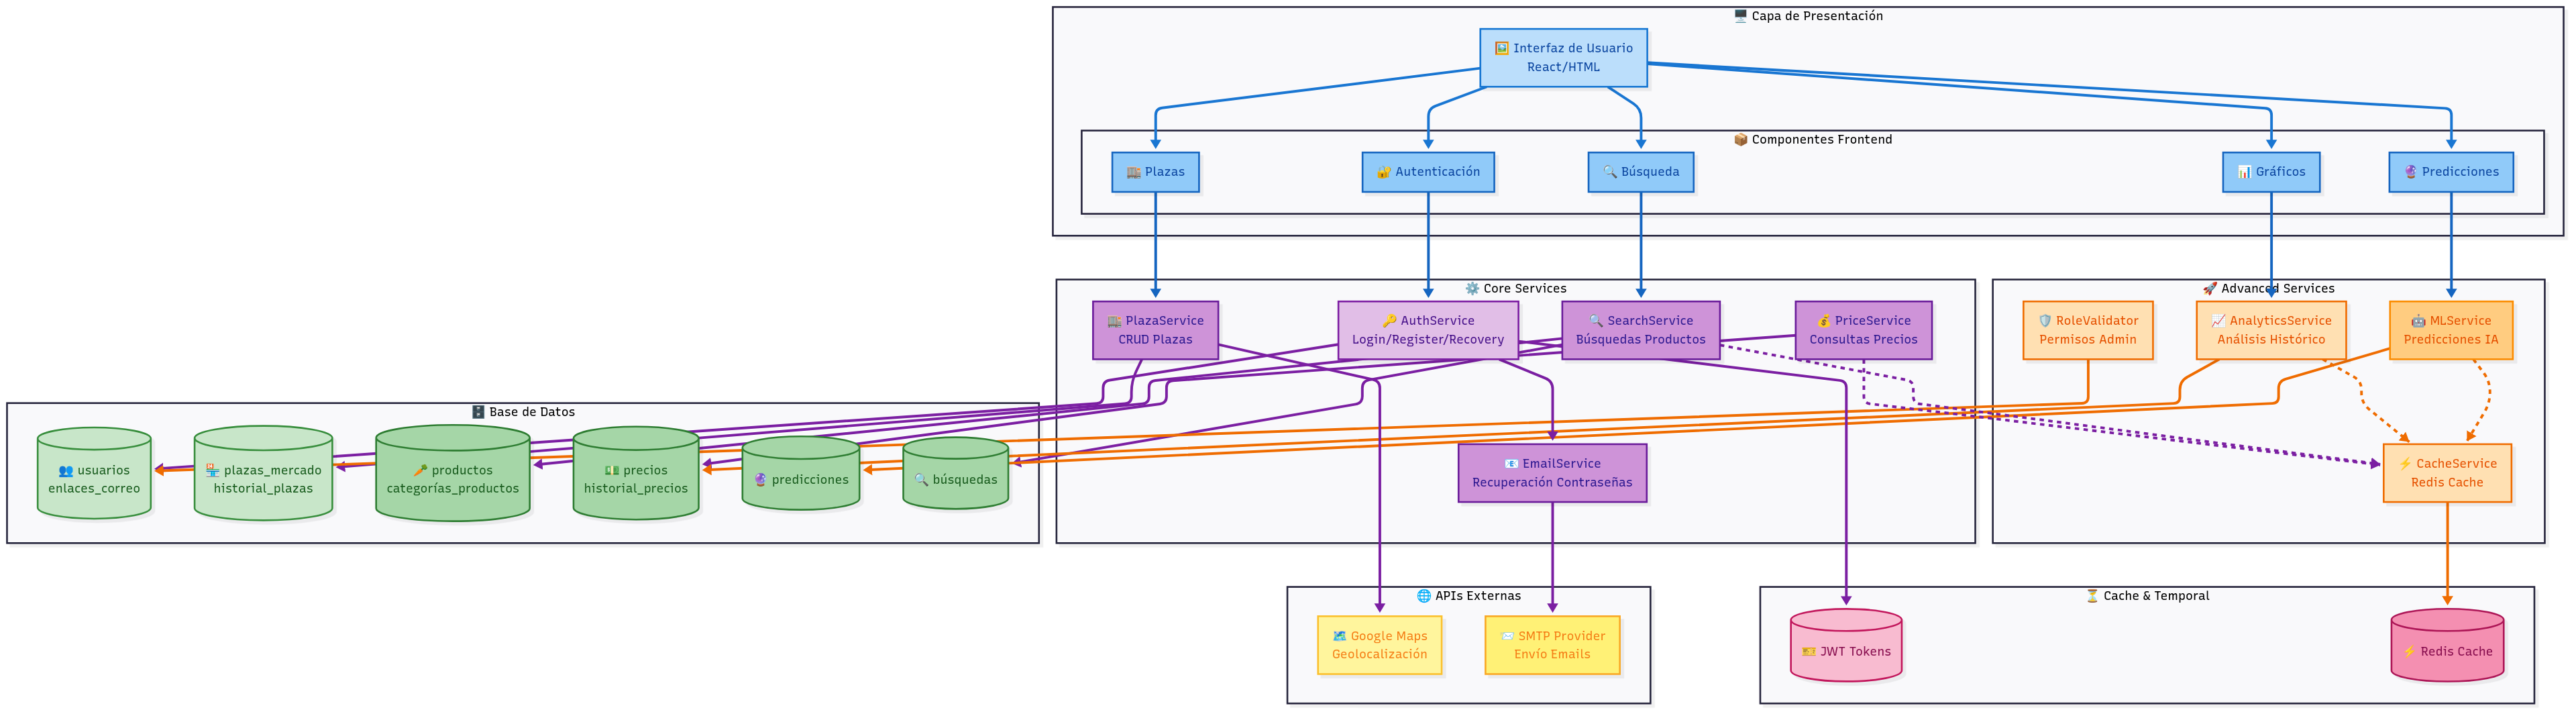 🖥️ Capa de Presentación
🖼️ Interfaz de Usuario
React/HTML
📦 Componentes Frontend
🏬 Plazas
🔐 Autenticación
🔍 Búsqueda
📊 Gráficos
🔮 Predicciones
⚙️ Core Services
🏬 PlazaService
CRUD Plazas
🔑 AuthService
Login/Register/Recovery
🔍 SearchService
Búsquedas Productos
💰 PriceService
Consultas Precios
📧 EmailService
Recuperación Contraseñas
🚀 Advanced Services
🛡️ RoleValidator
Permisos Admin
📈 AnalyticsService
Análisis Histórico
🤖 MLService
Predicciones IA
⚡ CacheService
Redis Cache
🗄️ Base de Datos
👥 usuarios
enlaces_correo
🏪 plazas_mercado
historial_plazas
🥕 productos
categorías_productos
💵 precios
historial_precios
🔮 predicciones
🔍 búsquedas
🌐 APIs Externas
🗺️ Google Maps
Geolocalización
📨 SMTP Provider
Envío Emails
⏳ Cache & Temporal
🎫 JWT Tokens
⚡ Redis Cache